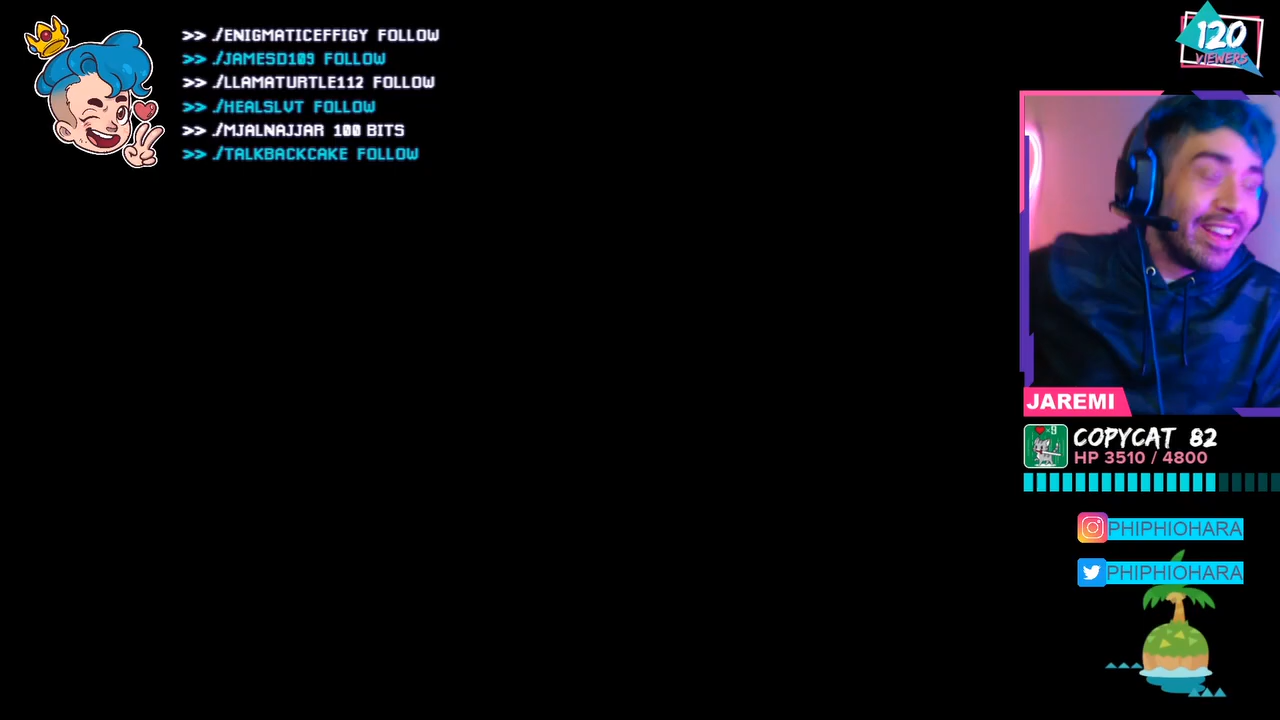 >> ./ENIGMATICEFFIGY FOLLOW
>> ./JAMESD109 FOLLOW
>> ./LLAMATURTLE112 FOLLOW
>> ./HEALSLVT FOLLOW
>> ./MJALNAJJAR 100 BITS
>> ./TALKBACKCAKE FOLLOW
120
VIEWERS
JAREMI
×9
COPYCAT 82
HP 3510 / 4800
PHIPHIOHARA
PHIPHIOHARA